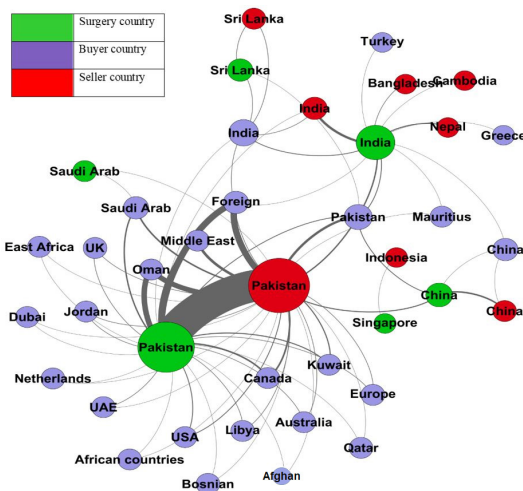 Surgery country
Buyer country
Seller country
Sri Lanka
Sri Lanka
Turkey
Bangladesh
Cambodia
India
India
India
Nepal
Greece
Saudi Arab
Saudi Arab
Foreign
Pakistan
Mauritius
East Africa
UK
Middle East
China
Oman
Indonesia
Pakistan
China
China
Dubai
Jordan
Singapore
Pakistan
Netherlands
Canada
Kuwait
Europe
UAE
USA
Libya
Australia
Qatar
African countries
Bosnian
Afghan